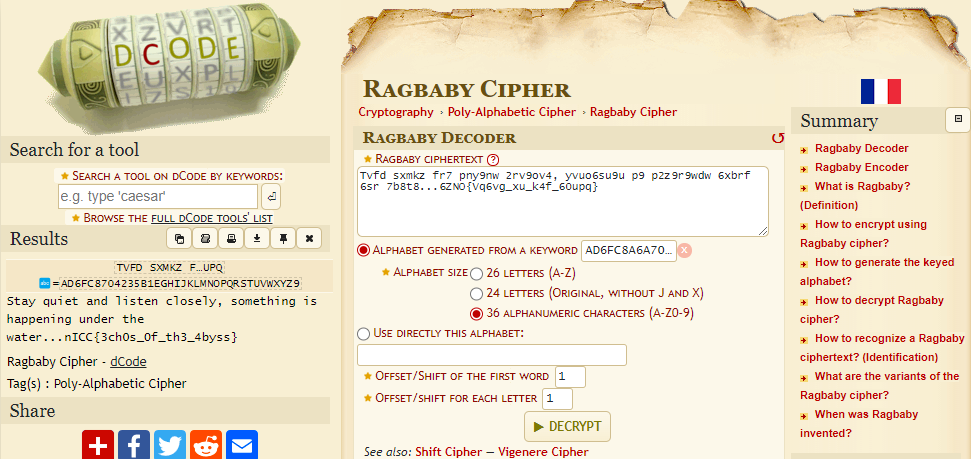 DCODE
Search for a tool
Search a tool on dCode by keywords:
e.g. type 'caesar'
Browse the full dCode tools' list
Results
TVFD SXMKZ F…UPQ
=AD6FC8704235B1EGHIJKLMNOPQRSTUVWXYZ9
Stay quiet and listen closely, something is
happening under the
water...nICC{3ch0s_0f_th3_4byss}
Ragbaby Cipher - dCode
Tag(s) : Poly-Alphabetic Cipher
Share
Ragbaby Cipher
Cryptography › Poly-Alphabetic Cipher › Ragbaby Cipher
Ragbaby Decoder
Ragbaby ciphertext (?)
Tvfd sxmkz fr7 pny9nw 2rv9ov4, yvuo6su9u p9 p2z9r9wdw 6xbrf
6sr 7b8t8...6ZNO{Vq6vg_xu_k4f_60upq}
Alphabet generated from a keyword AD6FC8A6A70…
Alphabet size 26 letters (A-Z)
24 letters (Original, without J and X)
36 alphanumeric characters (A-Z0-9)
Use directly this alphabet:
Offset/Shift of the first word 1
Offset/shift for each letter 1
► DECRYPT
See also: Shift Cipher — Vigenere Cipher
Summary
Ragbaby Decoder
Ragbaby Encoder
What is Ragbaby?
(Definition)
How to encrypt using
Ragbaby cipher?
How to generate the keyed
alphabet?
How to decrypt Ragbaby
cipher?
How to recognize a Ragbaby
ciphertext? (Identification)
What are the variants of the
Ragbaby cipher?
When was Ragbaby
invented?